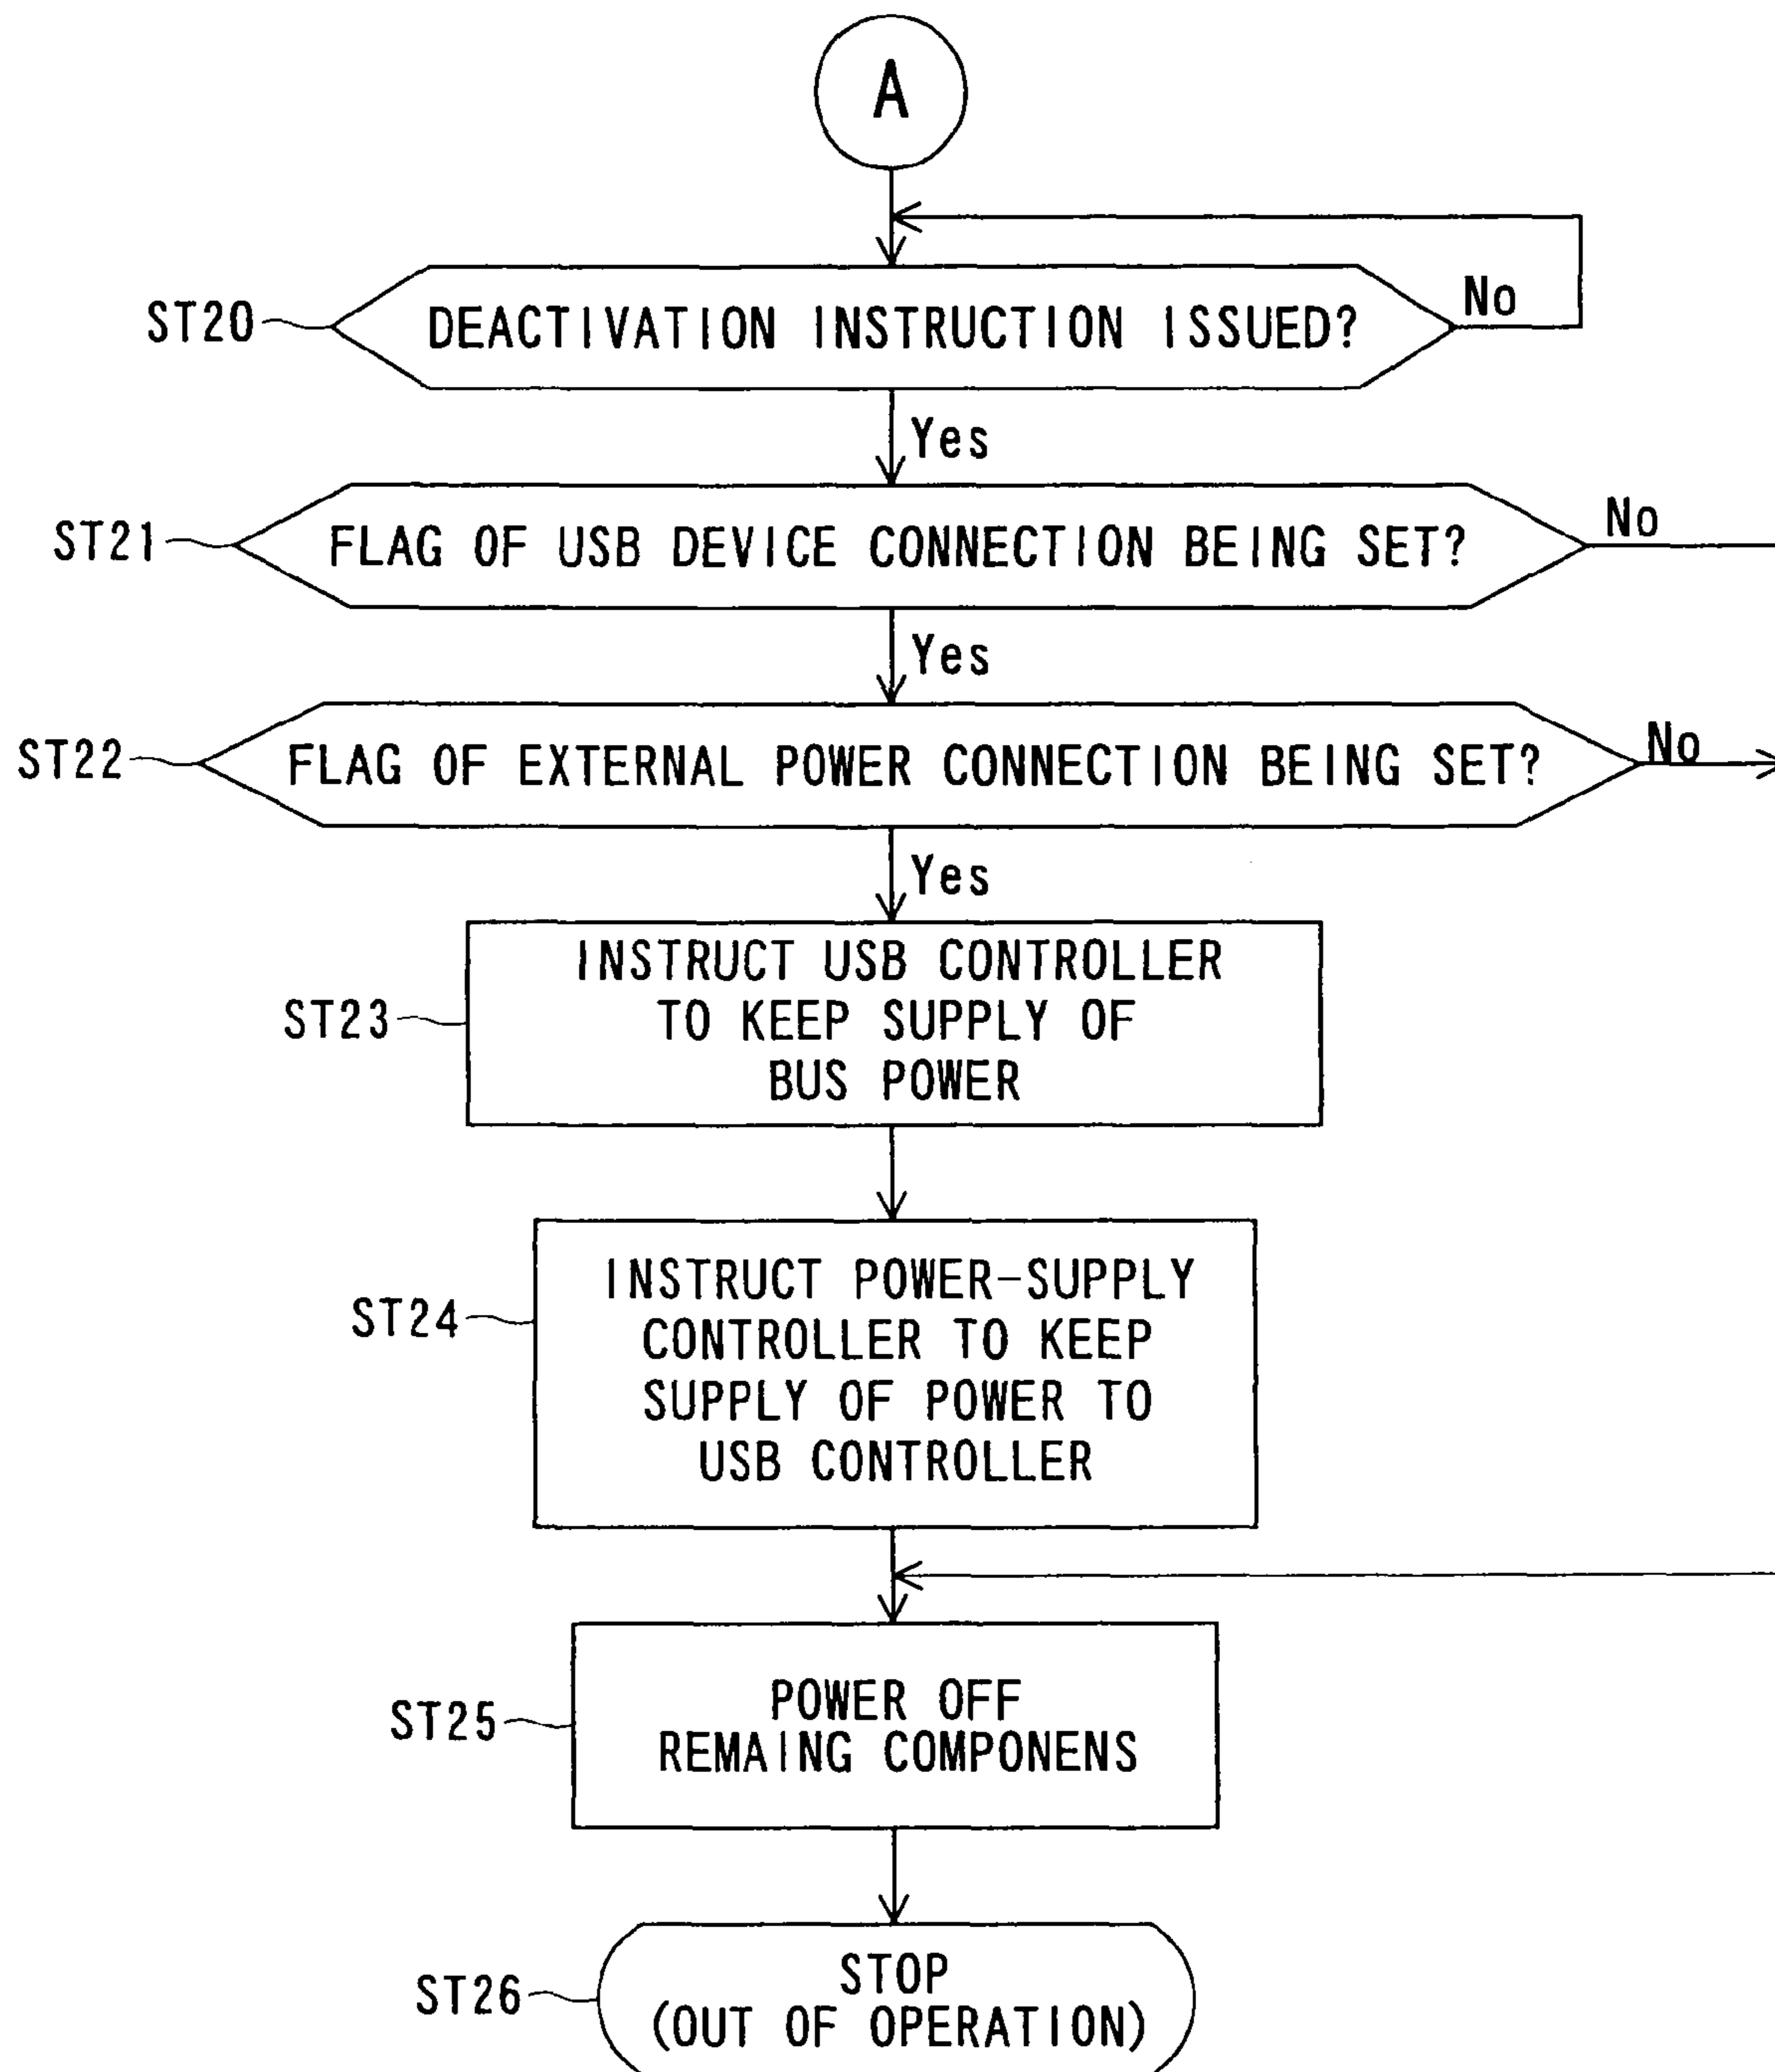 A
No
ST20
DEACTIVATION INSTRUCTION ISSUED?
Yes
No
ST21
FLAG OF USB DEVICE CONNECTION BEING SET?
Yes
No
ST22
FLAG OF EXTERNAL POWER CONNECTION BEING SET?
Yes
INSTRUCT USB CONTROLLER
TO KEEP SUPPLY OF
BUS POWER
ST23
INSTRUCT POWER-SUPPLY
CONTROLLER TO KEEP
SUPPLY OF POWER TO
USB CONTROLLER
ST24
POWER OFF
REMAING COMPONENS
ST25
STOP
(OUT OF OPERATION)
ST26